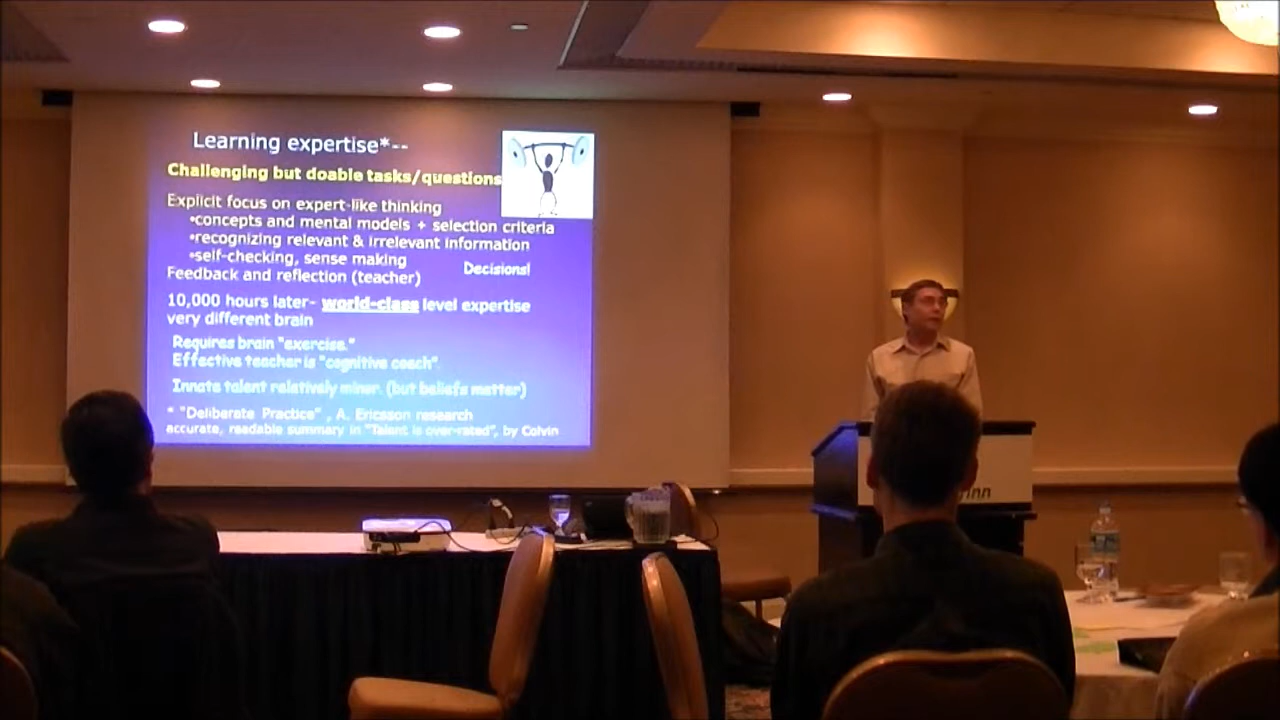 Learning expertise*--
Challenging but doable tasks/questions
Explicit focus on expert-like thinking
•concepts and mental models + selection criteria
•recognizing relevant & irrelevant information
•self-checking, sense making
Decisions!
Feedback and reflection (teacher)
10,000 hours later- world-class level expertise
very different brain
Requires brain "exercise."
Effective teacher is "cognitive coach".
Innate talent relatively minor. (but beliefs matter)
* "Deliberate Practice" , A. Ericsson research
accurate, readable summary in "Talent is over-rated", by Colvin
inn